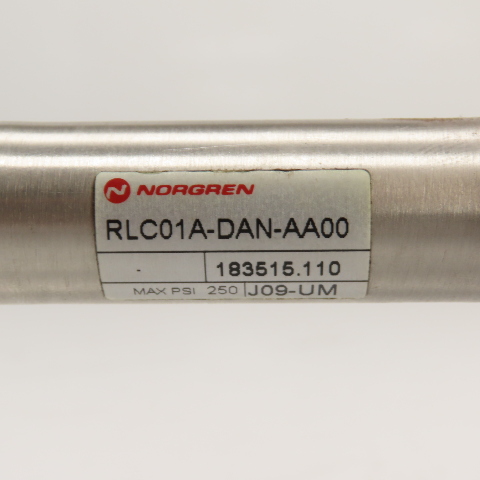 NORGREN
RLC01A-DAN-AA00
183515.110
MAX PSI 250 J09-UM